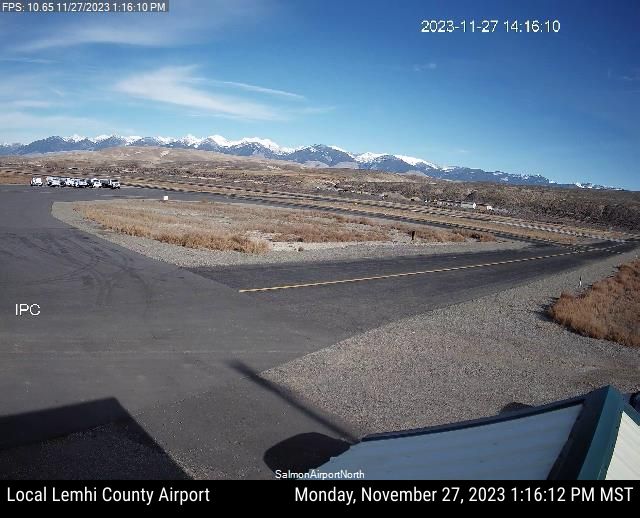 FPS: 10.65 11/27/2023 1:16:10 PM
2023-11-27 14:16:10
IPC
SalmonAirportNorth
Local Lemhi County Airport Monday, November 27, 2023 1:16:12 PM MST